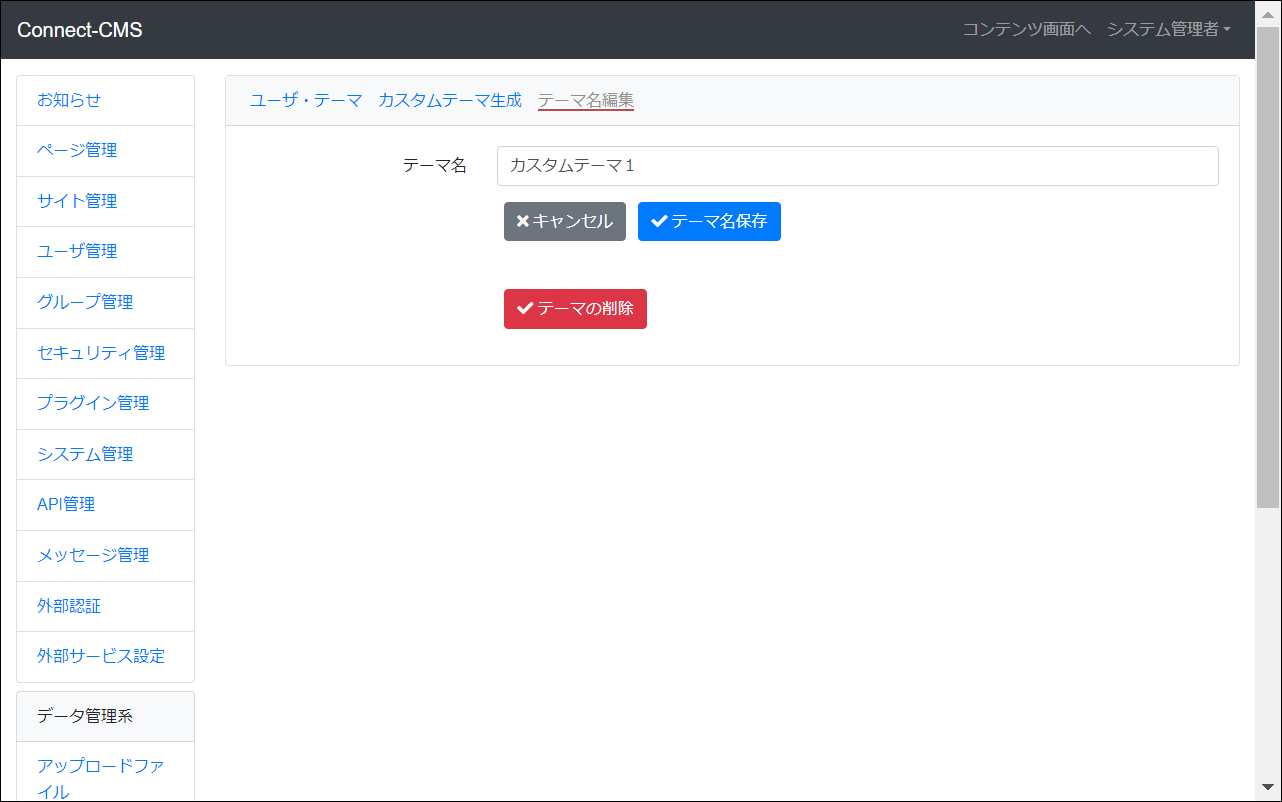 Connect-CMS
コンテンツ画面へ システム管理者
お知らせ
ページ管理
サイト管理
ユーザ管理
グループ管理
セキュリティ管理
プラグイン管理
システム管理
API管理
メッセージ管理
外部認証
外部サービス設定
データ管理系
アップロードファ
イル
ユーザ・テーマ カスタムテーマ生成 テーマ名編集
テーマ名 カスタムテーマ1
キャンセル テーマ名保存
テーマの削除